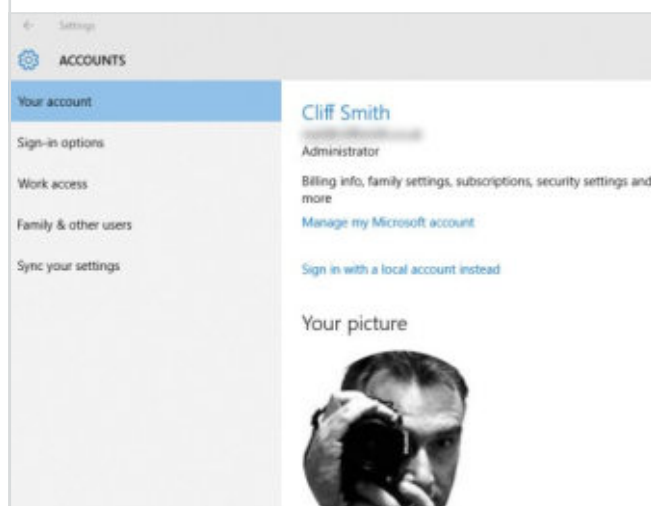 Settings
ACCOUNTS
Your account
Sign-in options
Work access
Family & other users
Sync your settings
Cliff Smith
Administrator
Billing info, family settings, subscriptions, security settings and
more
Manage my Microsoft account
Sign in with a local account instead
Your picture